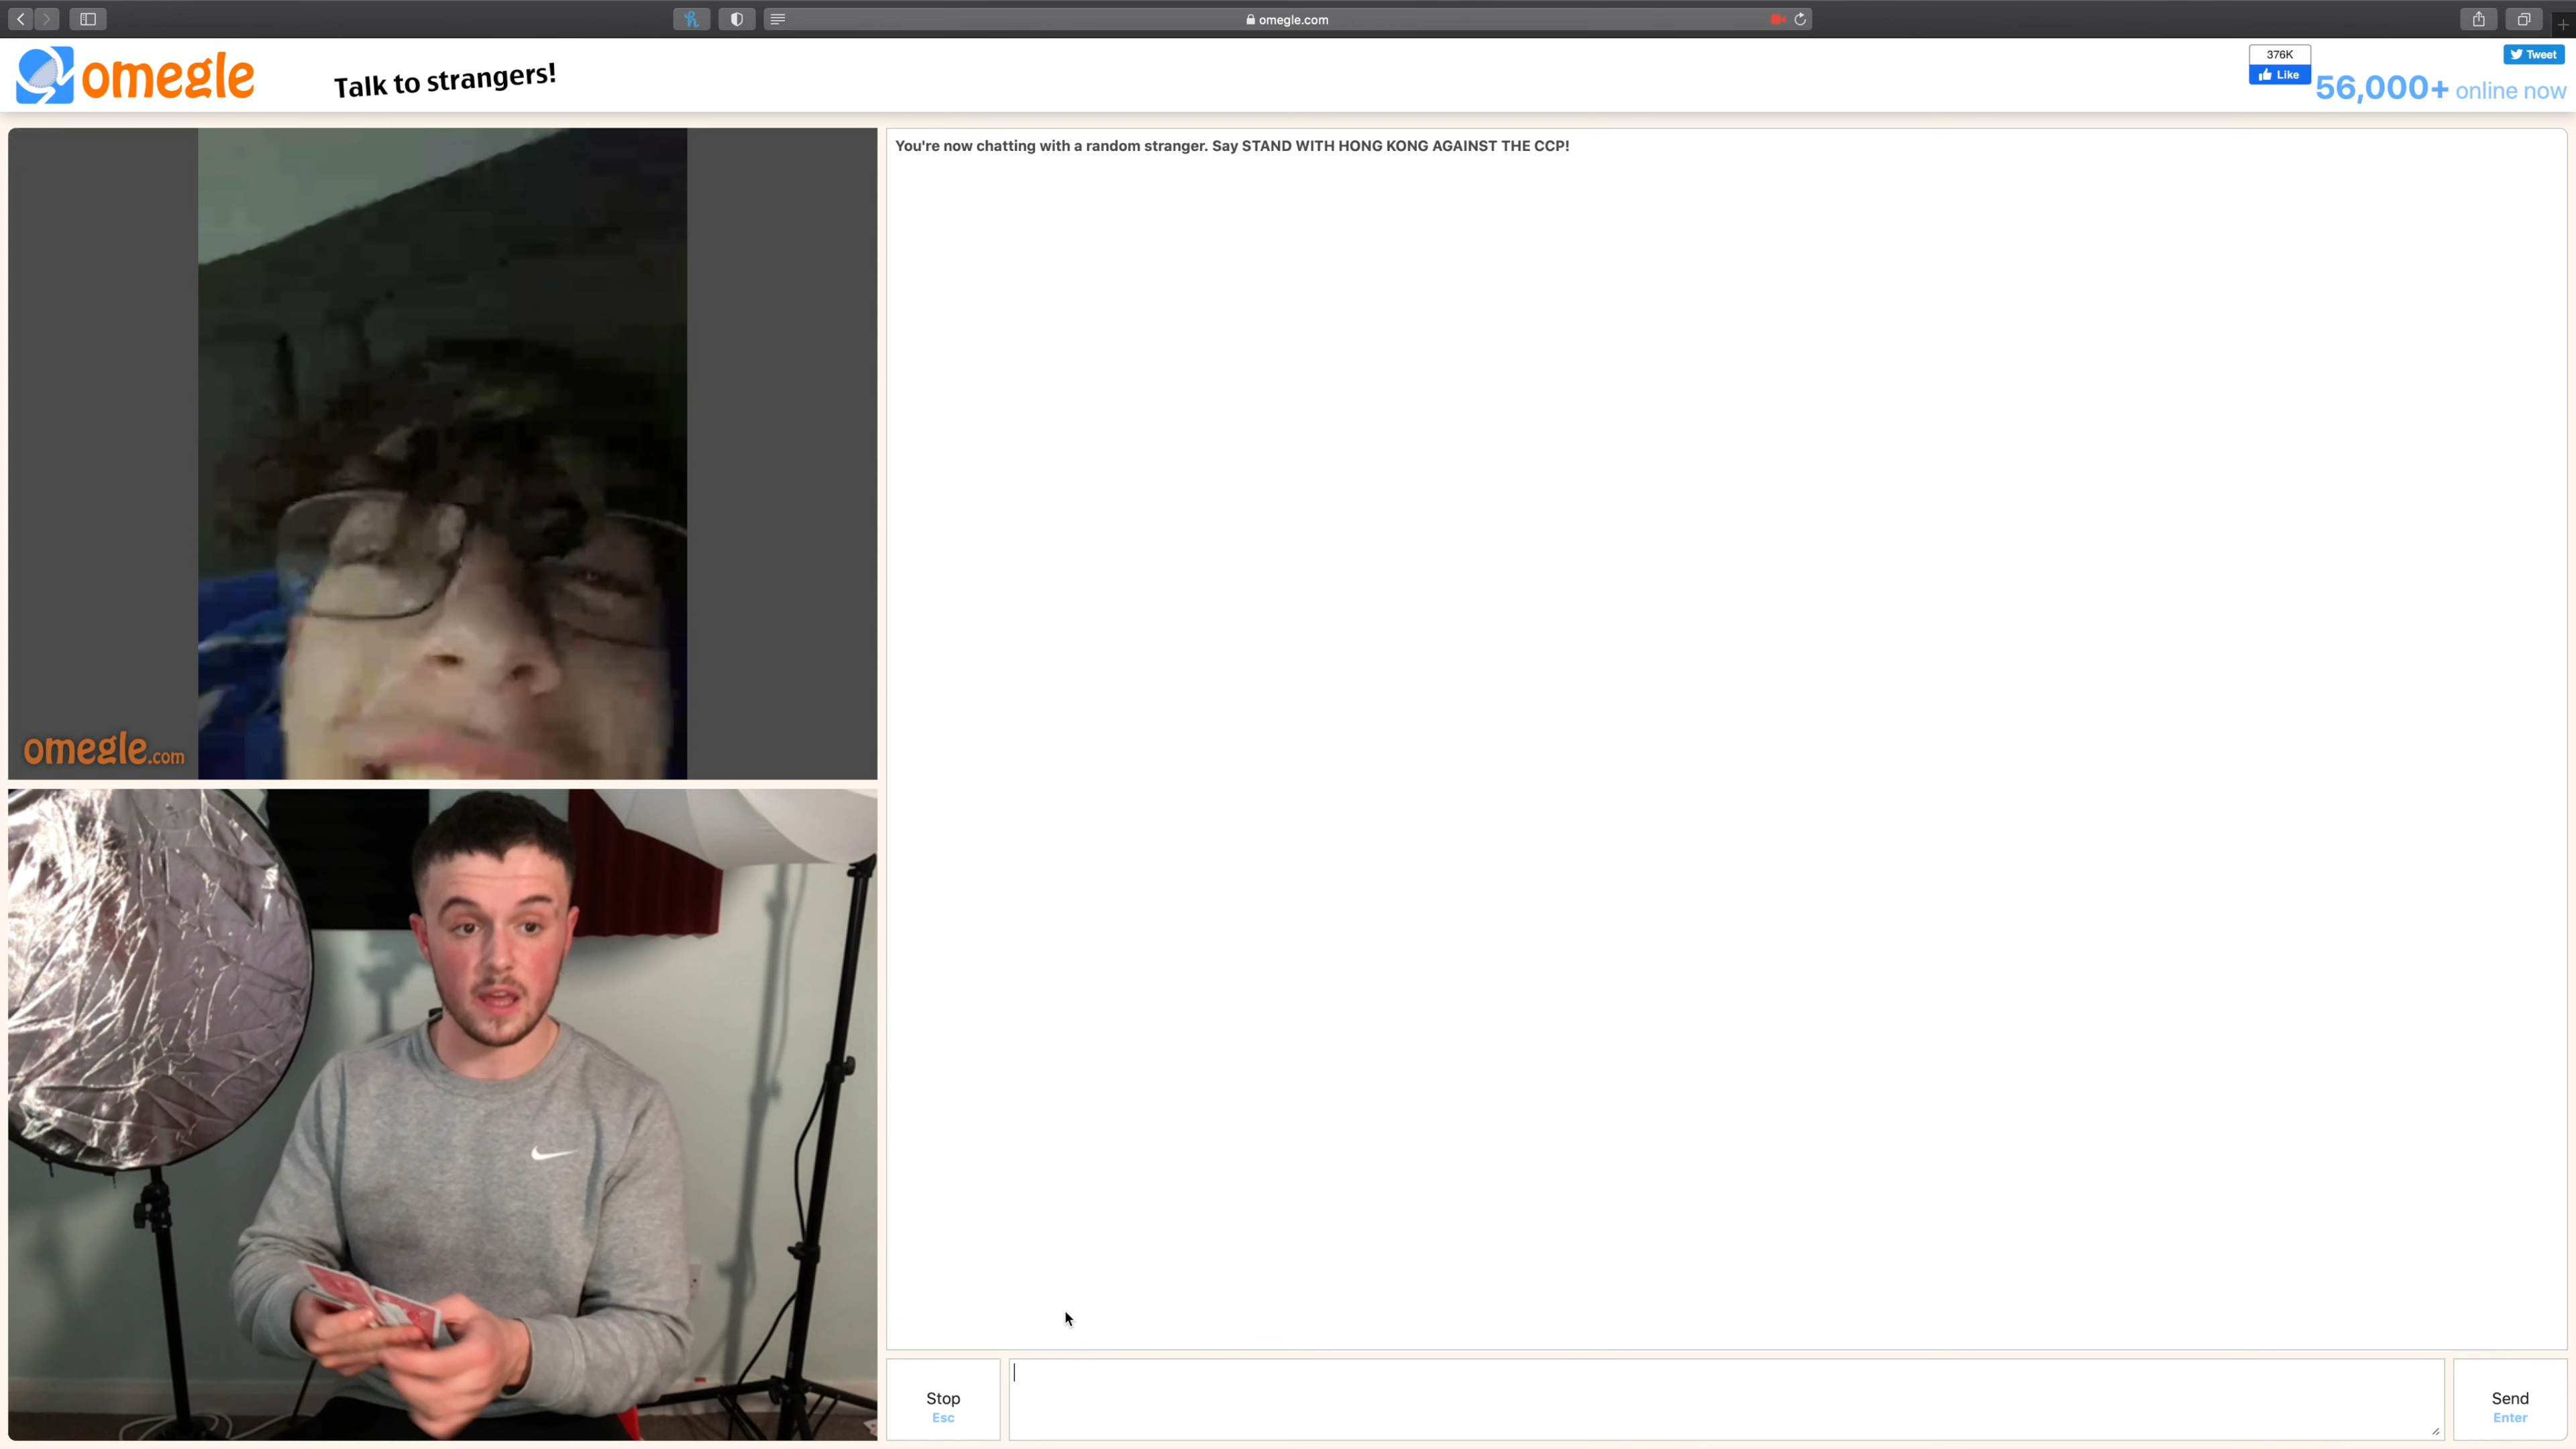 omegle.com
omegle
Talk to strangers!
376K
Like
Tweet
56,000+ online now
You're now chatting with a random stranger. Say STAND WITH HONG KONG AGAINST THE CCP!
omegle.com
Stop
Esc
Send
Enter